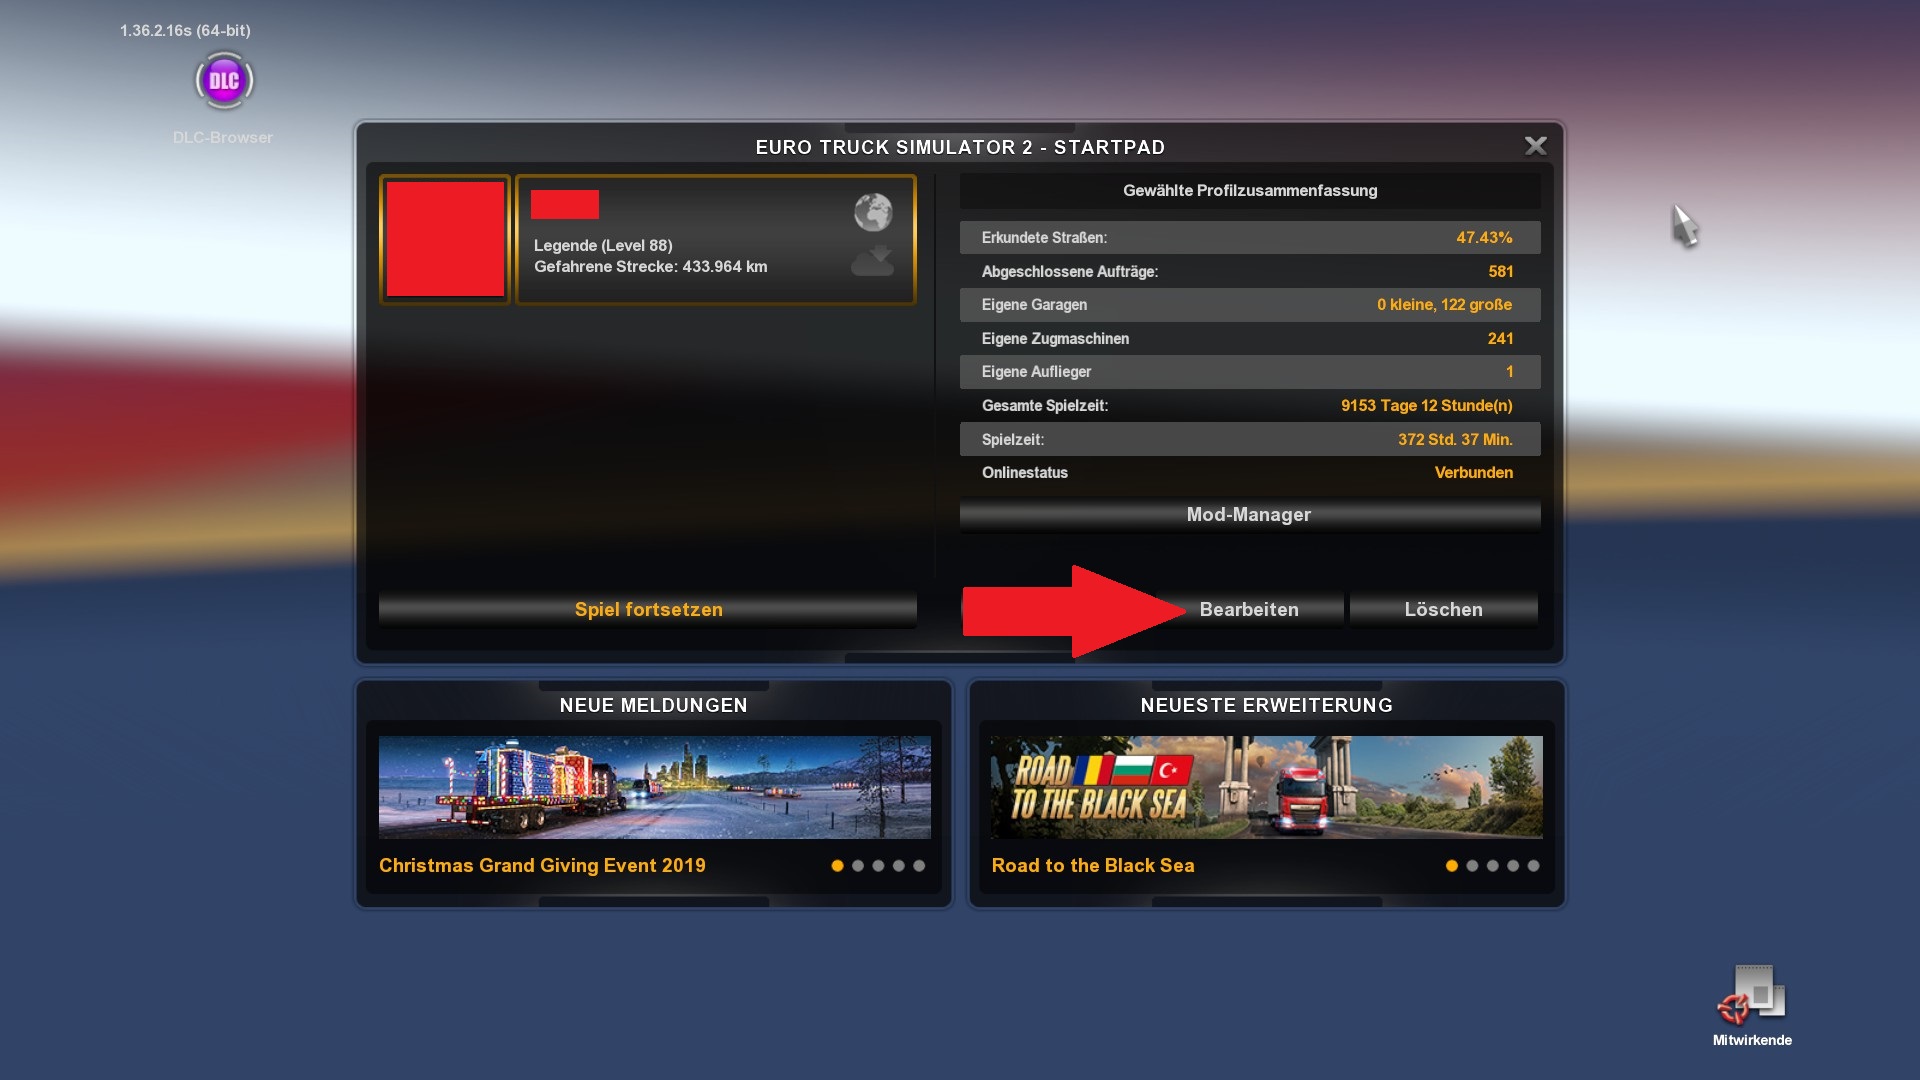 1.36.2.16s (64-bit)
DLC
DLC-Browser
EURO TRUCK SIMULATOR 2 - STARTPAD
Legende (Level 88)
Gefahrene Strecke: 433.964 km
Spiel fortsetzen
Gewählte Profilzusammenfassung
Erkundete Straßen: 47.43%
Abgeschlossene Aufträge: 581
Eigene Garagen 0 kleine, 122 große
Eigene Zugmaschinen 241
Eigene Auflieger 1
Gesamte Spielzeit: 9153 Tage 12 Stunde(n)
Spielzeit: 372 Std. 37 Min.
Onlinestatus Verbunden
Mod-Manager
Bearbeiten Löschen
NEUE MELDUNGEN
Christmas Grand Giving Event 2019
NEUESTE ERWEITERUNG
ROAD
TO THE BLACK SEA
Road to the Black Sea
Mitwirkende